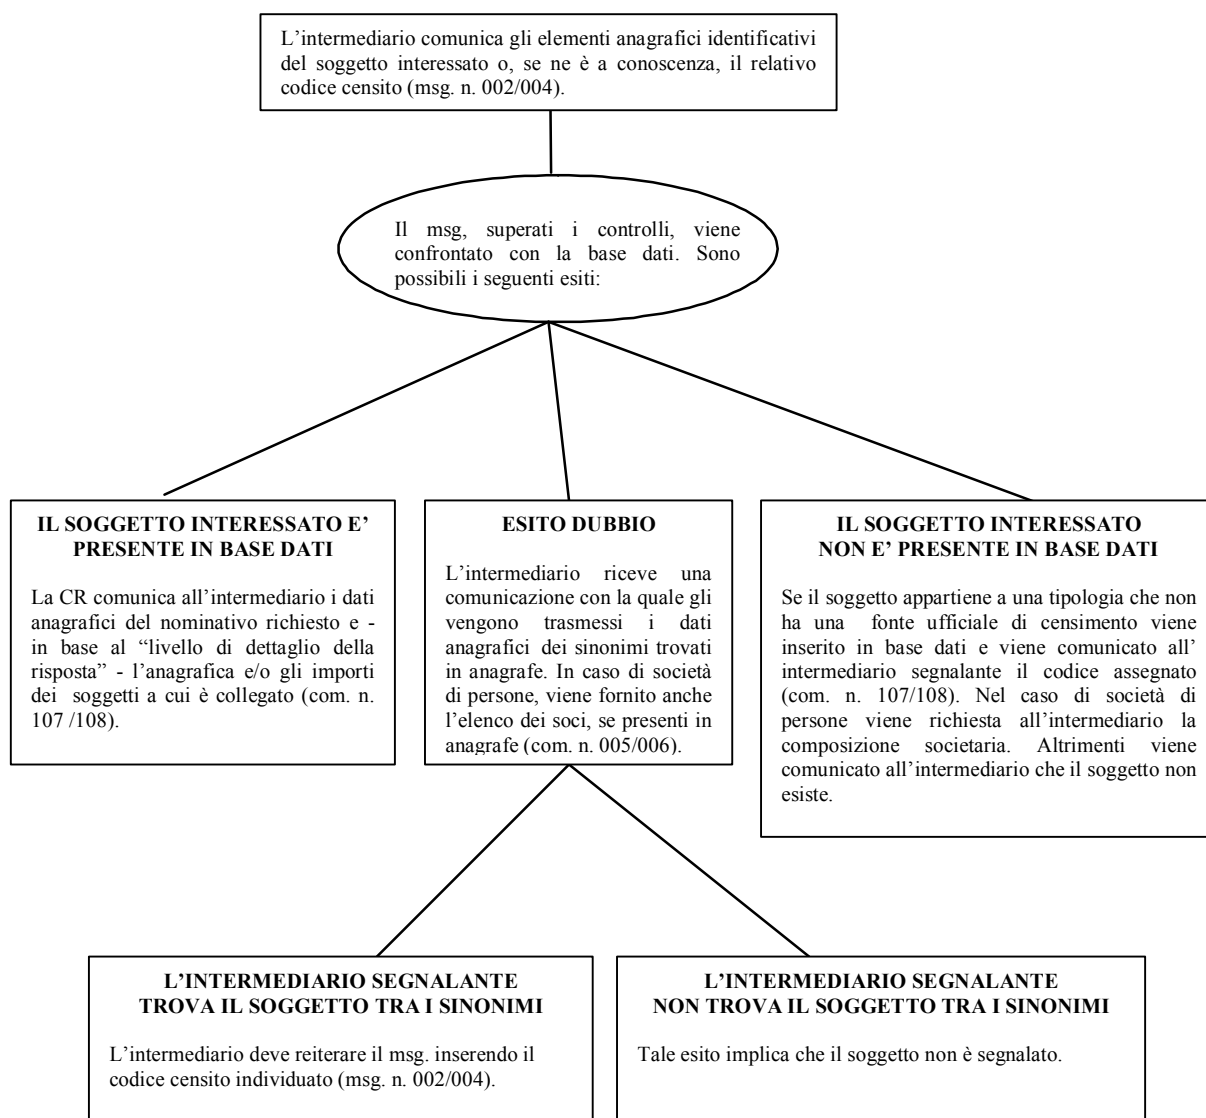 L’intermediario comunica gli elementi anagrafici identificativi
del soggetto interessato o, se ne è a conoscenza, il relativo
codice censito (msg. n. 002/004).
Il msg, superati i controlli, viene
confrontato con la base dati. Sono
possibili i seguenti esiti:
IL SOGGETTO INTERESSATO E’
PRESENTE IN BASE DATI
La CR comunica all’intermediario i dati
anagrafici del nominativo richiesto e -
in base al “livello di dettaglio della
risposta” - l’anagrafica e/o gli importi
dei soggetti a cui è collegato (com. n.
107 /108).
ESITO DUBBIO
L’intermediario riceve una
comunicazione con la quale gli
vengono trasmessi i dati
anagrafici dei sinonimi trovati
in anagrafe. In caso di società
di persone, viene fornito anche
l’elenco dei soci, se presenti in
anagrafe (com. n. 005/006).
IL SOGGETTO INTERESSATO
NON E’ PRESENTE IN BASE DATI
Se il soggetto appartiene a una tipologia che non
ha una fonte ufficiale di censimento viene
inserito in base dati e viene comunicato all’
intermediario segnalante il codice assegnato
(com. n. 107/108). Nel caso di società di
persone viene richiesta all’intermediario la
composizione societaria. Altrimenti viene
comunicato all’intermediario che il soggetto non
esiste.
L’INTERMEDIARIO SEGNALANTE
TROVA IL SOGGETTO TRA I SINONIMI
L’intermediario deve reiterare il msg. inserendo il
codice censito individuato (msg. n. 002/004).
L’INTERMEDIARIO SEGNALANTE
NON TROVA IL SOGGETTO TRA I SINONIMI
Tale esito implica che il soggetto non è segnalato.